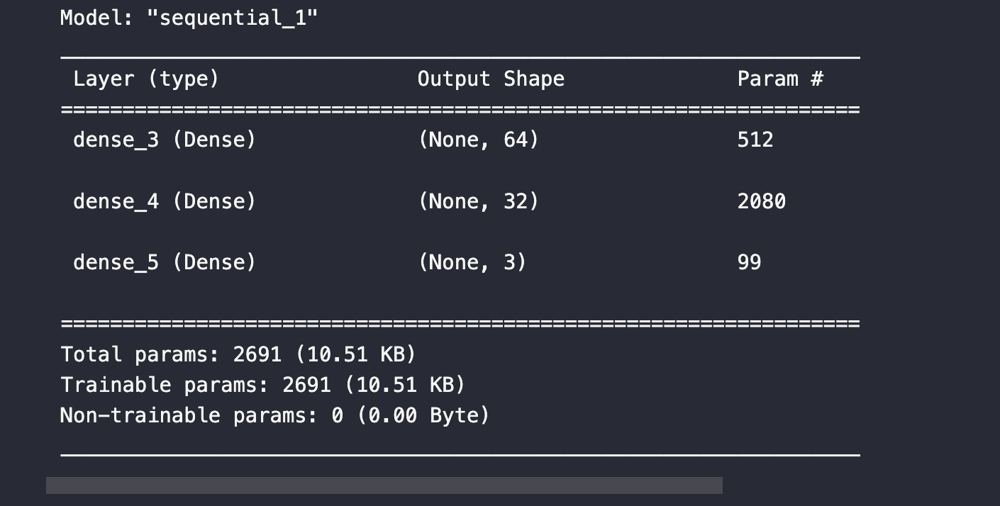 Model: "sequential_1"
_________________________________________________________________
Layer (type) Output Shape Param #
=================================================================
dense_3 (Dense) (None, 64) 512
dense_4 (Dense) (None, 32) 2080
dense_5 (Dense) (None, 3) 99
=================================================================
Total params: 2691 (10.51 KB)
Trainable params: 2691 (10.51 KB)
Non-trainable params: 0 (0.00 Byte)
_________________________________________________________________